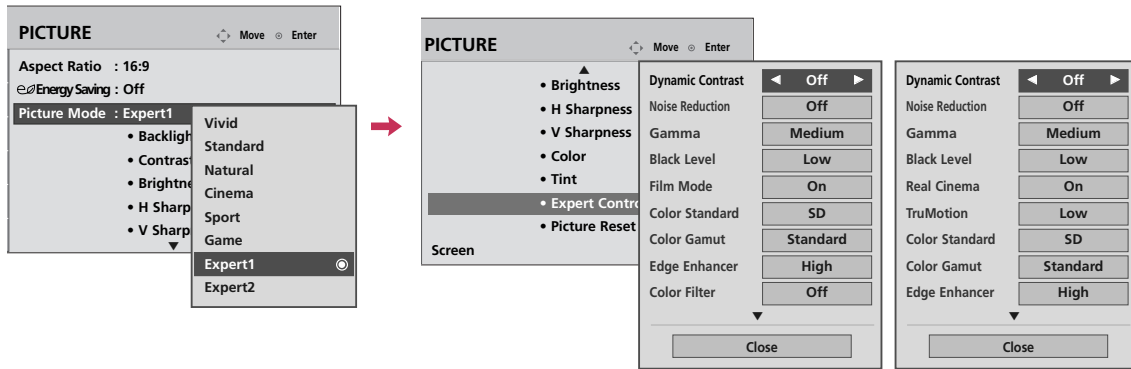 PICTURE
Move Enter
Aspect Ratio : 16:9
Energy Saving : Off
Picture Mode : Expert1
• Backligh
• Contras
• Brightne
• H Sharp
• V Sharp
Vivid
Standard
Natural
Cinema
Sport
Game
Expert1
Expert2
PICTURE
Move Enter
• Brightness
• H Sharpness
• V Sharpness
• Color
• Tint
• Expert Contro
• Picture Reset
Screen
Dynamic Contrast Off
Noise Reduction Off
Gamma Medium
Black Level Low
Film Mode On
Color Standard SD
Color Gamut Standard
Edge Enhancer High
Color Filter Off
Close
Dynamic Contrast Off
Noise Reduction Off
Gamma Medium
Black Level Low
Real Cinema On
TruMotion Low
Color Standard SD
Color Gamut Standard
Edge Enhancer High
Close